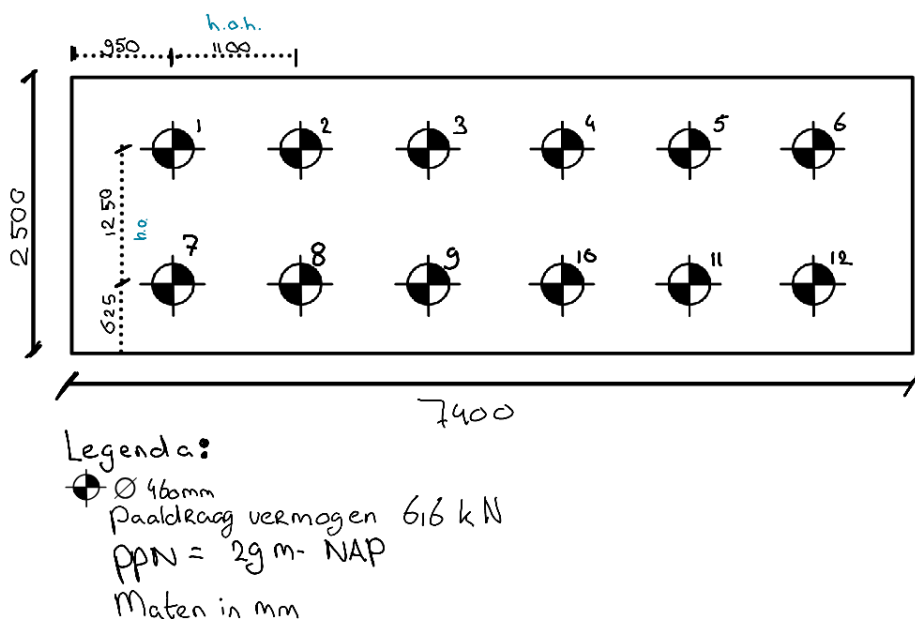 h.o.h.
950 1100
1 2 3 4 5 6
2500
1250
h.o.
7 8 9 10 11 12
625
7400
Legenda:
Ø 460mm
paaldraag vermogen 616 kN
ppN = 29 m- NAP
Maten in mm